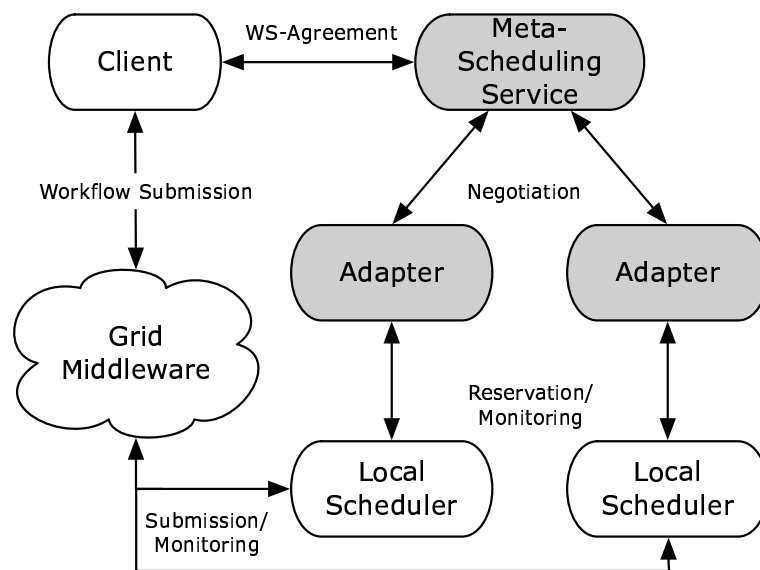 WS-Agreement
Client
Meta-
Scheduling
Service
Workflow Submission
Negotiation
Adapter
Adapter
Grid
Middleware
Reservation/
Monitoring
Local
Scheduler
Local
Scheduler
Submission/
Monitoring